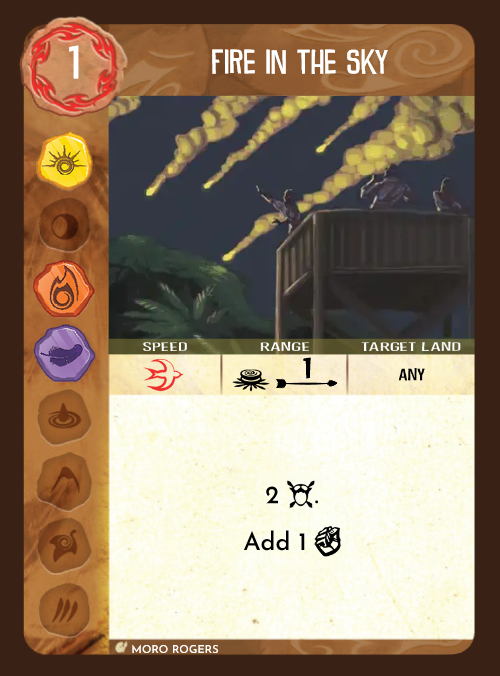 1
FIRE IN THE SKY
SPEED RANGE TARGET LAND
1 ANY
2 .
Add 1
MORO ROGERS